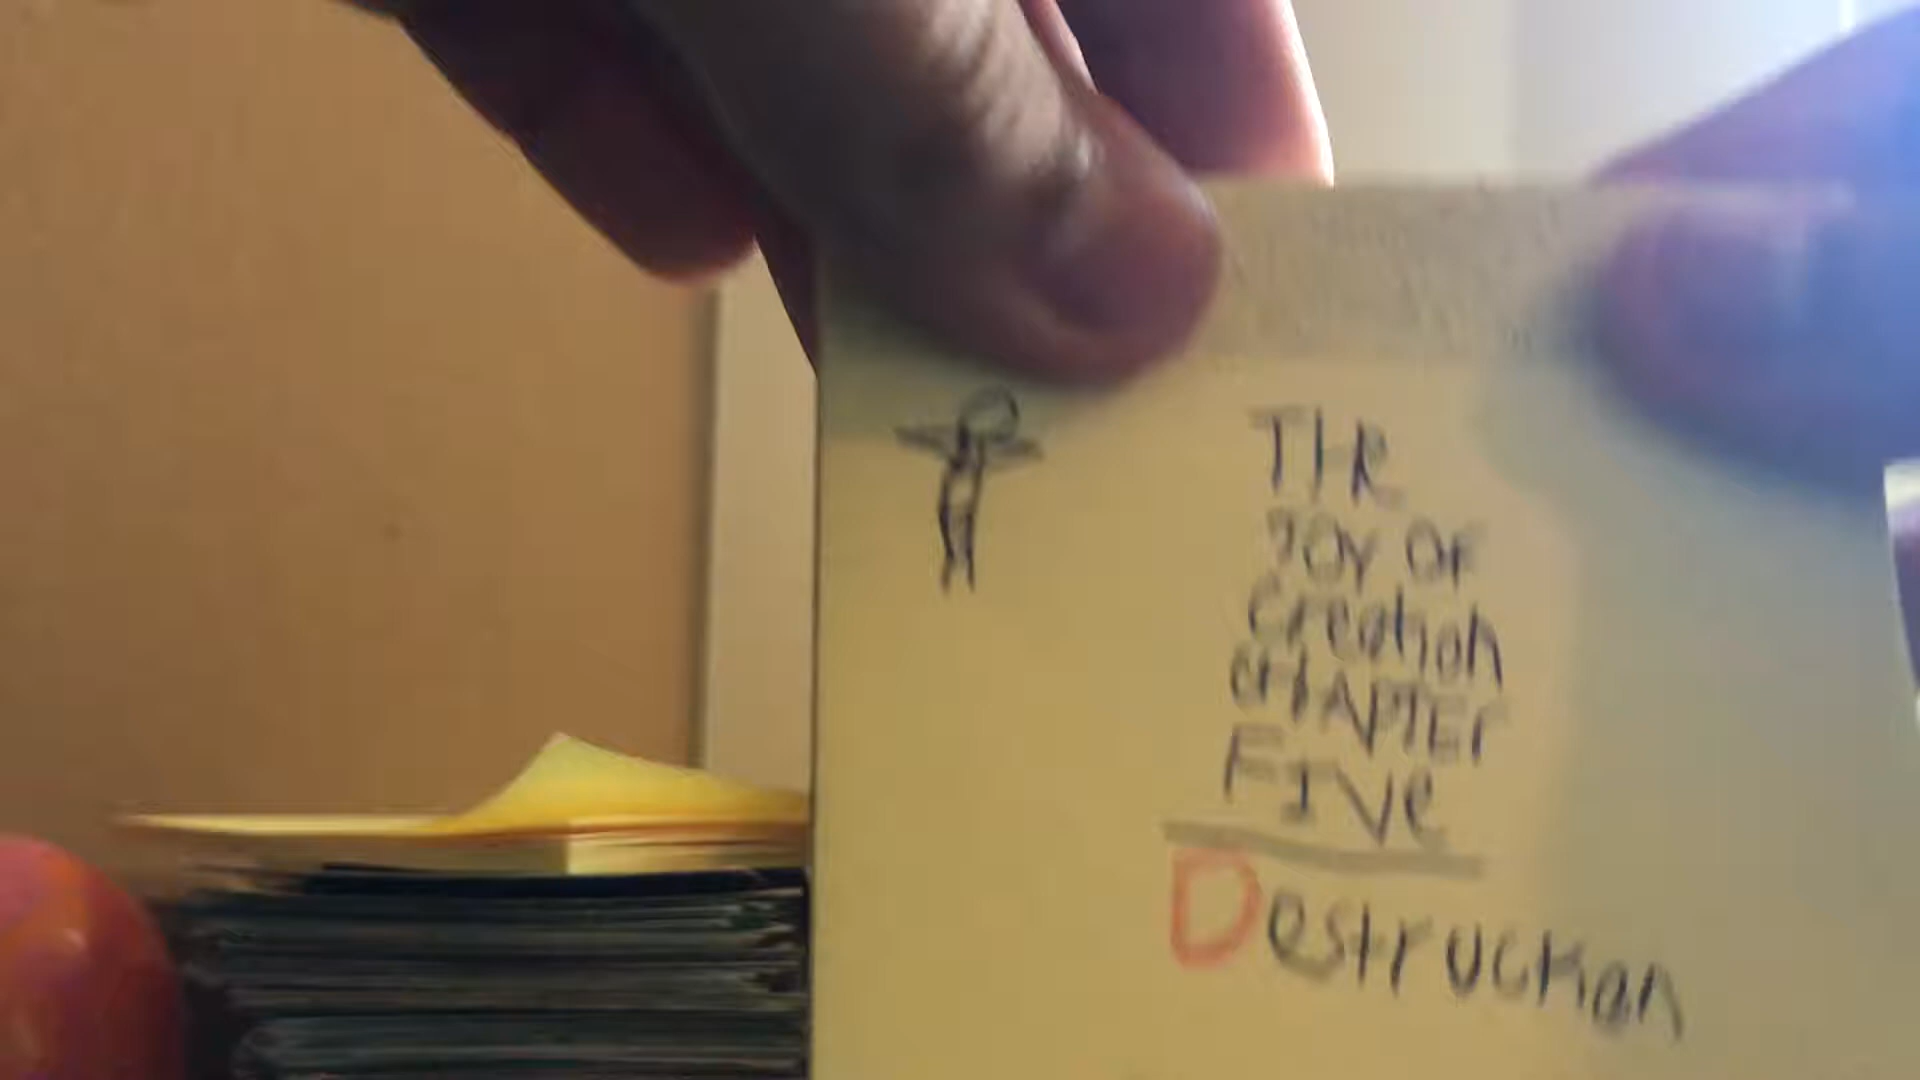 THE
JOY OF
Creation
CHAPTEr
FIVe
Destruction